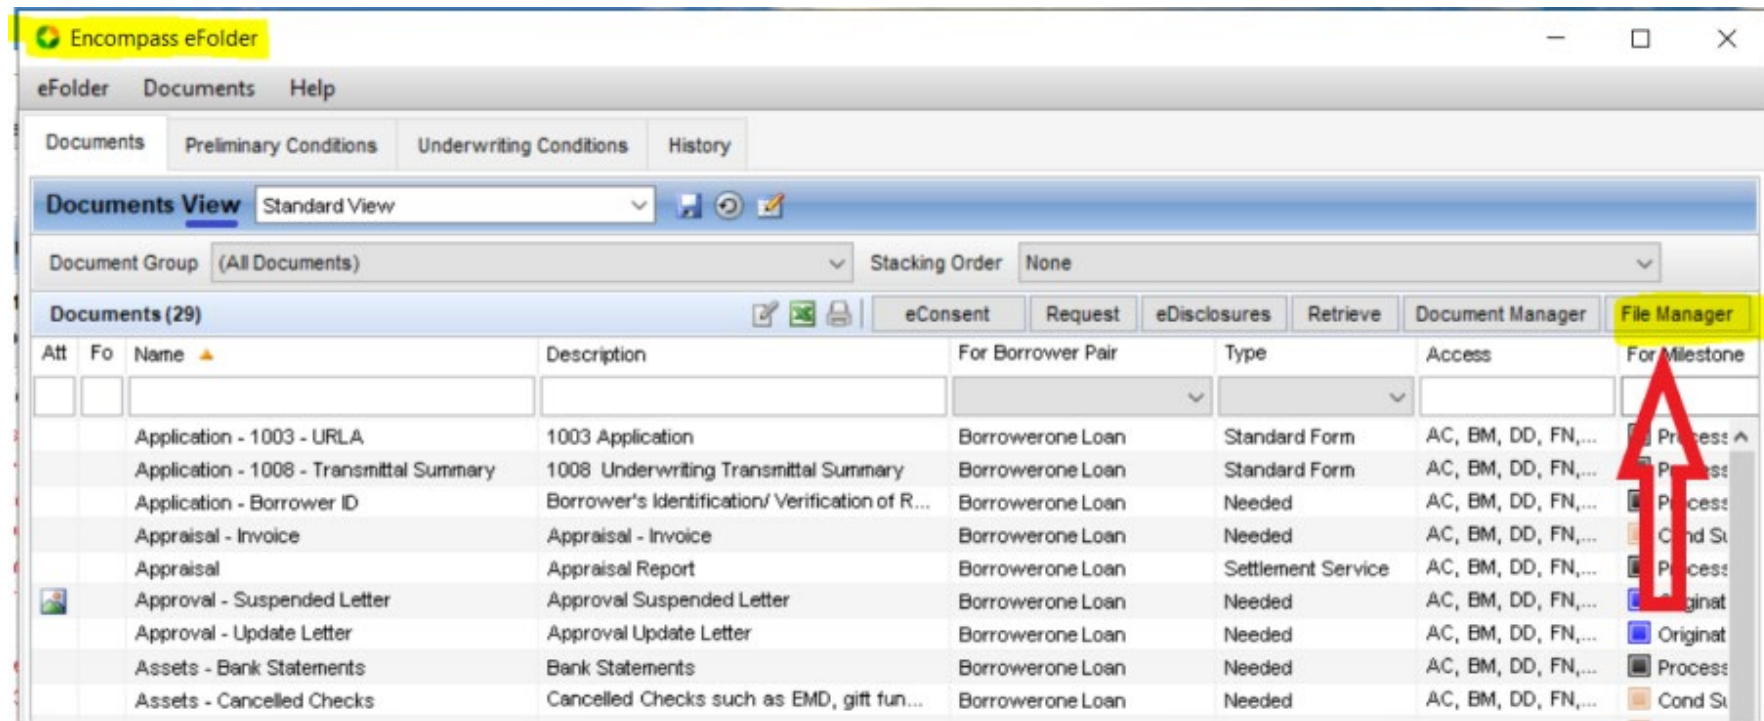 Encompass eFolder
eFolder Documents Help
Documents Preliminary Conditions Underwriting Conditions History
Documents View Standard View
Document Group (All Documents) Stacking Order None
Documents (29) eConsent Request eDisclosures Retrieve Document Manager File Manager
Att Fo Name Description For Borrower Pair Type Access For Milestone
Application - 1003 - URLA 1003 Application Borrowerone Loan Standard Form AC, BM, DD, FN,... Process
Application - 1008 - Transmittal Summary 1008 Underwriting Transmittal Summary Borrowerone Loan Standard Form AC, BM, DD, FN,...
Application - Borrower ID Borrower's Identification/ Verification of R... Borrowerone Loan Needed AC, BM, DD, FN,...
Appraisal - Invoice Appraisal - Invoice Borrowerone Loan Needed AC, BM, DD, FN,...
Appraisal Appraisal Report Borrowerone Loan Settlement Service AC, BM, DD, FN,...
Approval - Suspended Letter Approval Suspended Letter Borrowerone Loan Needed AC, BM, DD, FN,...
Approval - Update Letter Approval Update Letter Borrowerone Loan Needed AC, BM, DD, FN,... Originat
Assets - Bank Statements Bank Statements Borrowerone Loan Needed AC, BM, DD, FN,... Process
Assets - Cancelled Checks Cancelled Checks such as EMD, gift fun... Borrowerone Loan Needed AC, BM, DD, FN,... Cond Su